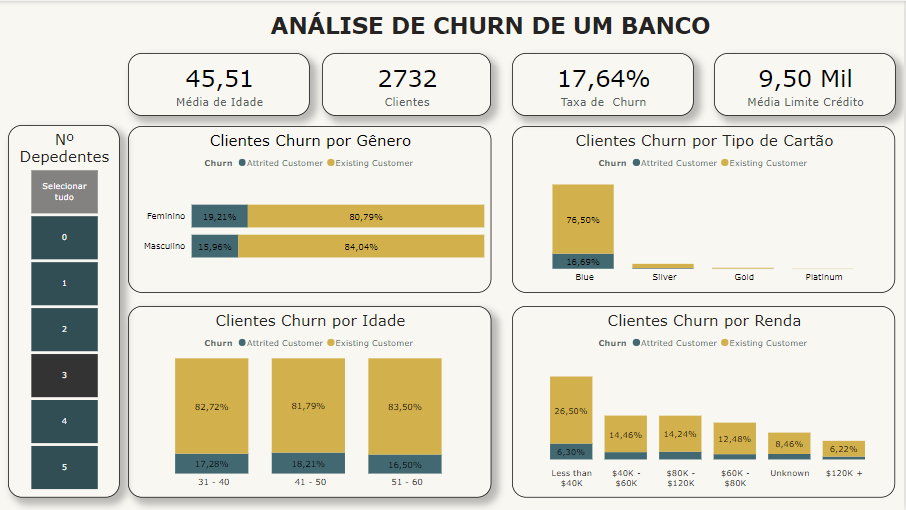 ANÁLISE DE CHURN DE UM BANCO
45,51
Média de Idade
2732
Clientes
17,64%
Taxa de Churn
9,50 Mil
Média Limite Crédito
Nº
Depedentes
Selecionar
tudo
0
1
2
3
4
5
Clientes Churn por Gênero
Churn Attrited Customer Existing Customer
Feminino 19,21% 80,79%
Masculino 15,96% 84,04%
Clientes Churn por Tipo de Cartão
Churn Attrited Customer Existing Customer
76,50%
16,69%
Blue Silver Gold Platinum
Clientes Churn por Idade
Churn Attrited Customer Existing Customer
82,72% 81,79% 83,50%
17,28% 18,21% 16,50%
31 - 40 41 - 50 51 - 60
Clientes Churn por Renda
Churn Attrited Customer Existing Customer
26,50% 14,46% 14,24% 12,48% 8,46% 6,22%
6,30%
Less than $40K - $80K - $60K - Unknown $120K +
$40K $60K $120K $80K